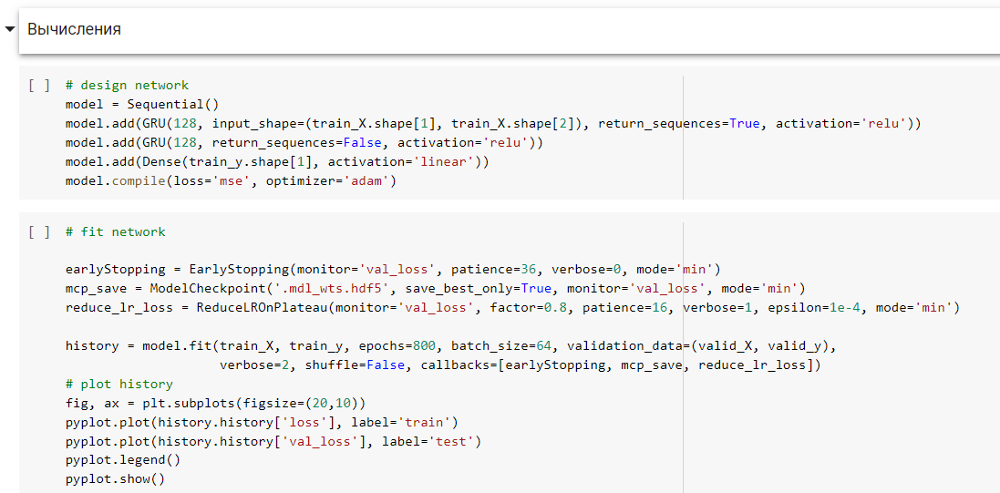 Вычисления
[ ] # design network
model = Sequential()
model.add(GRU(128, input_shape=(train_X.shape[1], train_X.shape[2]), return_sequences=True, activation='relu'))
model.add(GRU(128, return_sequences=False, activation='relu'))
model.add(Dense(train_y.shape[1], activation='linear'))
model.compile(loss='mse', optimizer='adam')
[ ] # fit network
earlyStopping = EarlyStopping(monitor='val_loss', patience=36, verbose=0, mode='min')
mcp_save = ModelCheckpoint('.mdl_wts.hdf5', save_best_only=True, monitor='val_loss', mode='min')
reduce_lr_loss = ReduceLROnPlateau(monitor='val_loss', factor=0.8, patience=16, verbose=1, epsilon=1e-4, mode='min')
history = model.fit(train_X, train_y, epochs=800, batch_size=64, validation_data=(valid_X, valid_y),
verbose=2, shuffle=False, callbacks=[earlyStopping, mcp_save, reduce_lr_loss])
# plot history
fig, ax = plt.subplots(figsize=(20,10))
pyplot.plot(history.history['loss'], label='train')
pyplot.plot(history.history['val_loss'], label='test')
pyplot.legend()
pyplot.show()